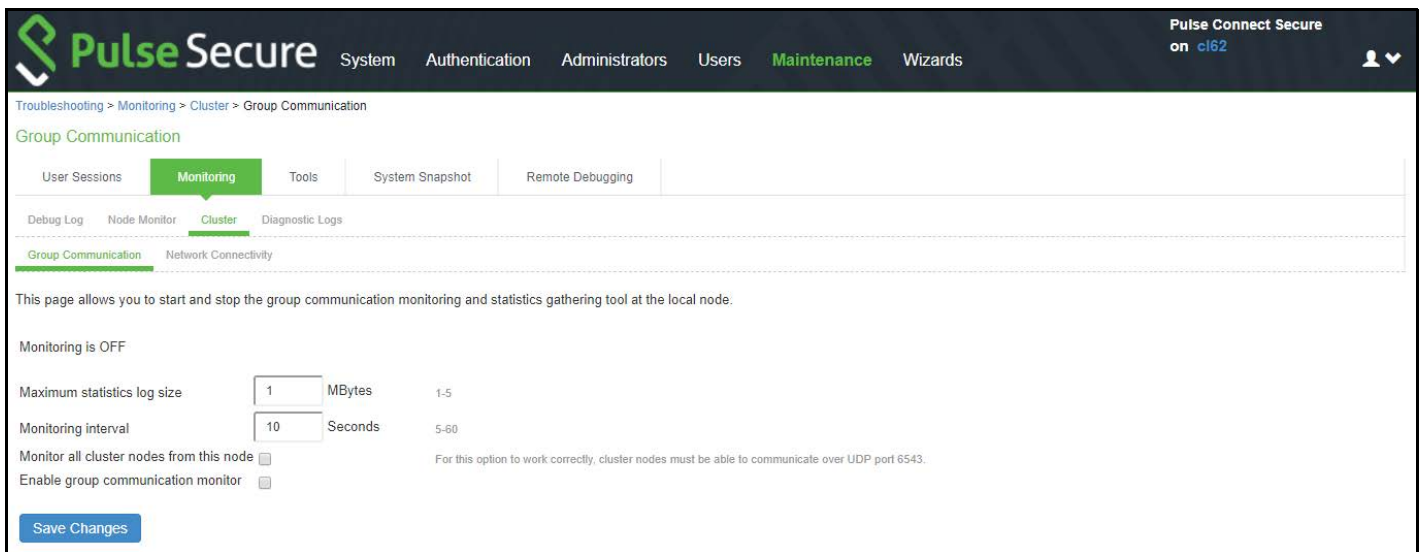 Pulse Secure System Authentication Administrators Users Maintenance Wizards
Pulse Connect Secure
on cl62
Troubleshooting > Monitoring > Cluster > Group Communication
Group Communication
User Sessions Monitoring Tools System Snapshot Remote Debugging
Debug Log Node Monitor Cluster Diagnostic Logs
Group Communication Network Connectivity
This page allows you to start and stop the group communication monitoring and statistics gathering tool at the local node.
Monitoring is OFF
Maximum statistics log size 1 MBytes 1-5
Monitoring interval 10 Seconds 5-60
Monitor all cluster nodes from this node For this option to work correctly, cluster nodes must be able to communicate over UDP port 6543.
Enable group communication monitor
Save Changes